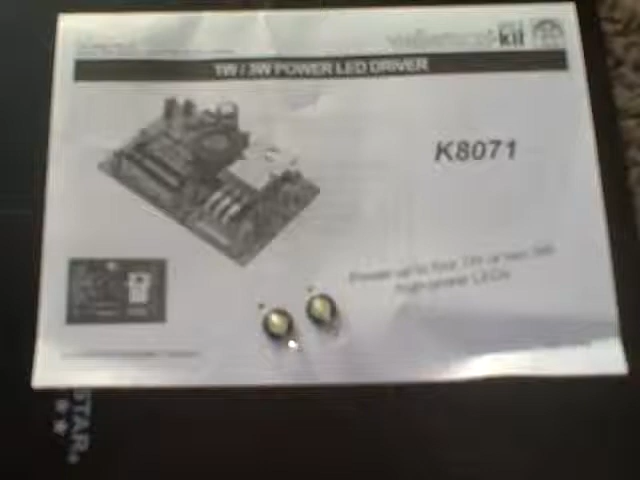 velleman kit
1W / 3W POWER LED DRIVER
K8071
Power up to four 1W or two 3W
high-power LEDs
STAR